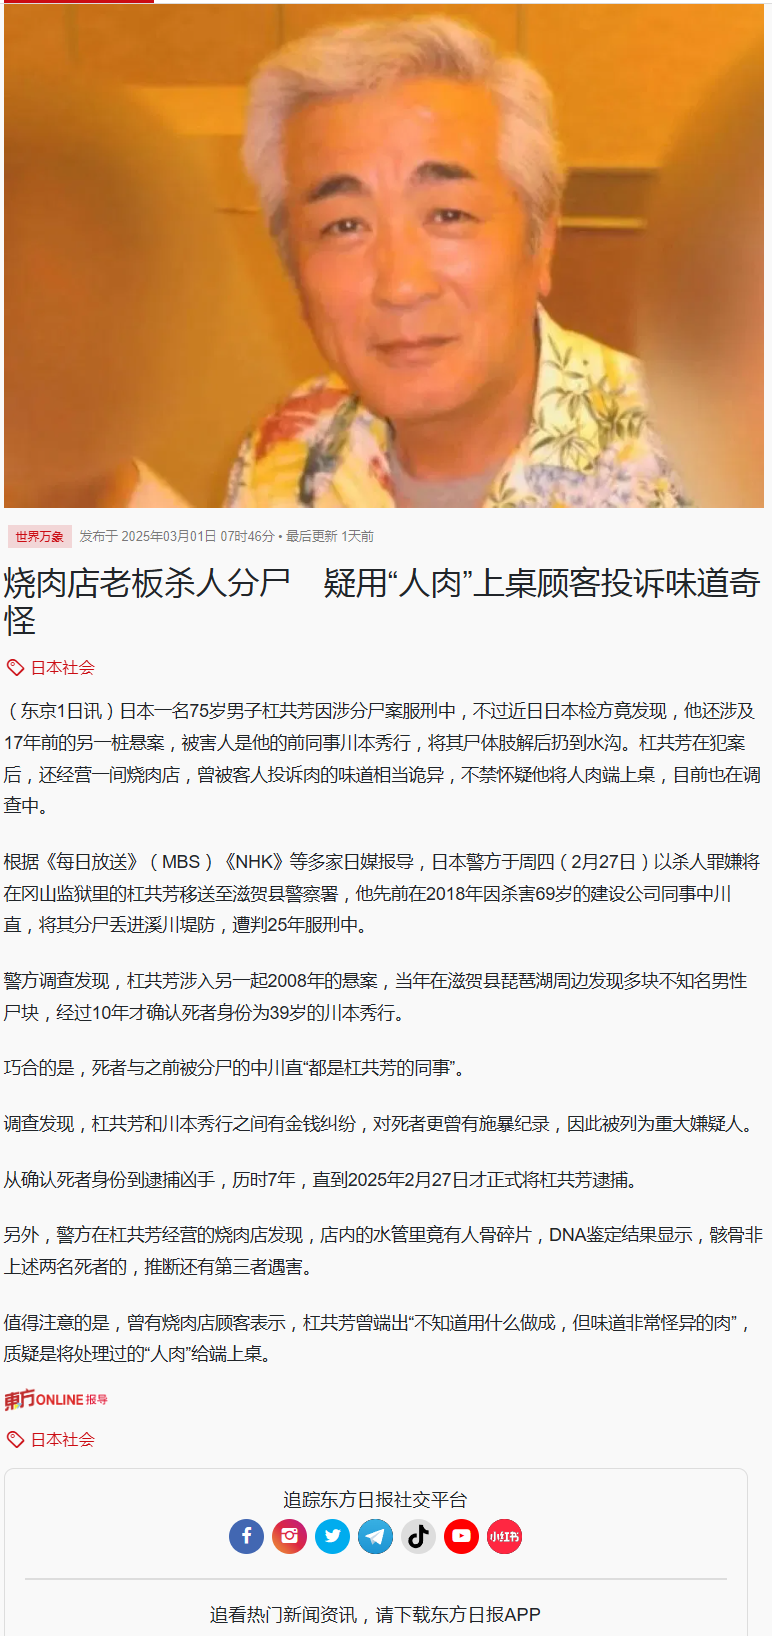 世界万象 发布于 2025年03月01日 07时46分 • 最后更新 1天前
烧肉店老板杀人分尸　疑用“人肉”上桌顾客投诉味道奇
怪
日本社会
（东京1日讯）日本一名75岁男子杠共芳因涉分尸案服刑中，不过近日日本检方竟发现，他还涉及
17年前的另一桩悬案，被害人是他的前同事川本秀行，将其尸体肢解后扔到水沟。杠共芳在犯案
后，还经营一间烧肉店，曾被客人投诉肉的味道相当诡异，不禁怀疑他将人肉端上桌，目前也在调
查中。
根据《每日放送》（MBS）《NHK》等多家日媒报导，日本警方于周四（2月27日）以杀人罪嫌将
在冈山监狱里的杠共芳移送至滋贺县警察署，他先前在2018年因杀害69岁的建设公司同事中川
直，将其分尸丢进溪川堤防，遭判25年服刑中。
警方调查发现，杠共芳涉入另一起2008年的悬案，当年在滋贺县琵琶湖周边发现多块不知名男性
尸块，经过10年才确认死者身份为39岁的川本秀行。
巧合的是，死者与之前被分尸的中川直“都是杠共芳的同事”。
调查发现，杠共芳和川本秀行之间有金钱纠纷，对死者更曾有施暴纪录，因此被列为重大嫌疑人。
从确认死者身份到逮捕凶手，历时7年，直到2025年2月27日才正式将杠共芳逮捕。
另外，警方在杠共芳经营的烧肉店发现，店内的水管里竟有人骨碎片，DNA鉴定结果显示，骸骨非
上述两名死者的，推断还有第三者遇害。
值得注意的是，曾有烧肉店顾客表示，杠共芳曾端出“不知道用什么做成，但味道非常怪异的肉”，
质疑是将处理过的“人肉”给端上桌。
東方ONLINE报导
日本社会
追踪东方日报社交平台
小红书
追看热门新闻资讯，请下载东方日报APP